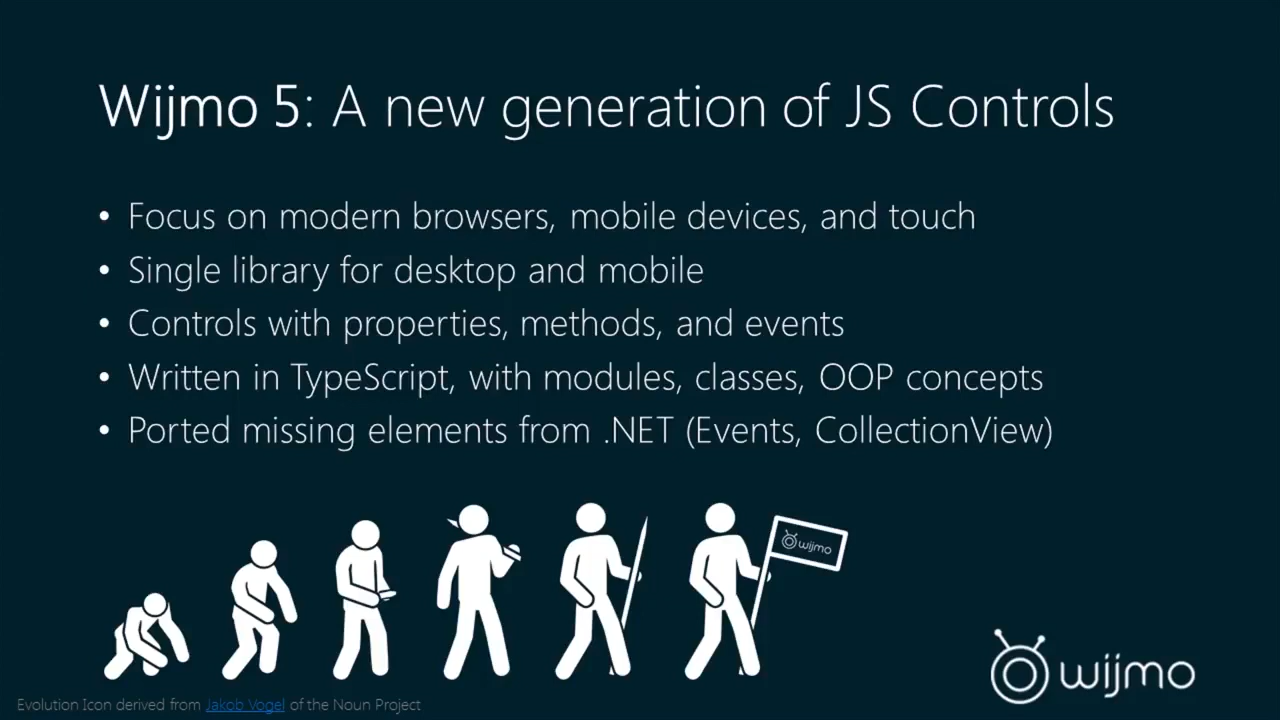 Wijmo 5: A new generation of JS Controls
• Focus on modern browsers, mobile devices, and touch
• Single library for desktop and mobile
• Controls with properties, methods, and events
• Written in TypeScript, with modules, classes, OOP concepts
• Ported missing elements from .NET (Events, CollectionView)
wijmo
wijmo
Evolution Icon derived from Jakob Vogel of the Noun Project